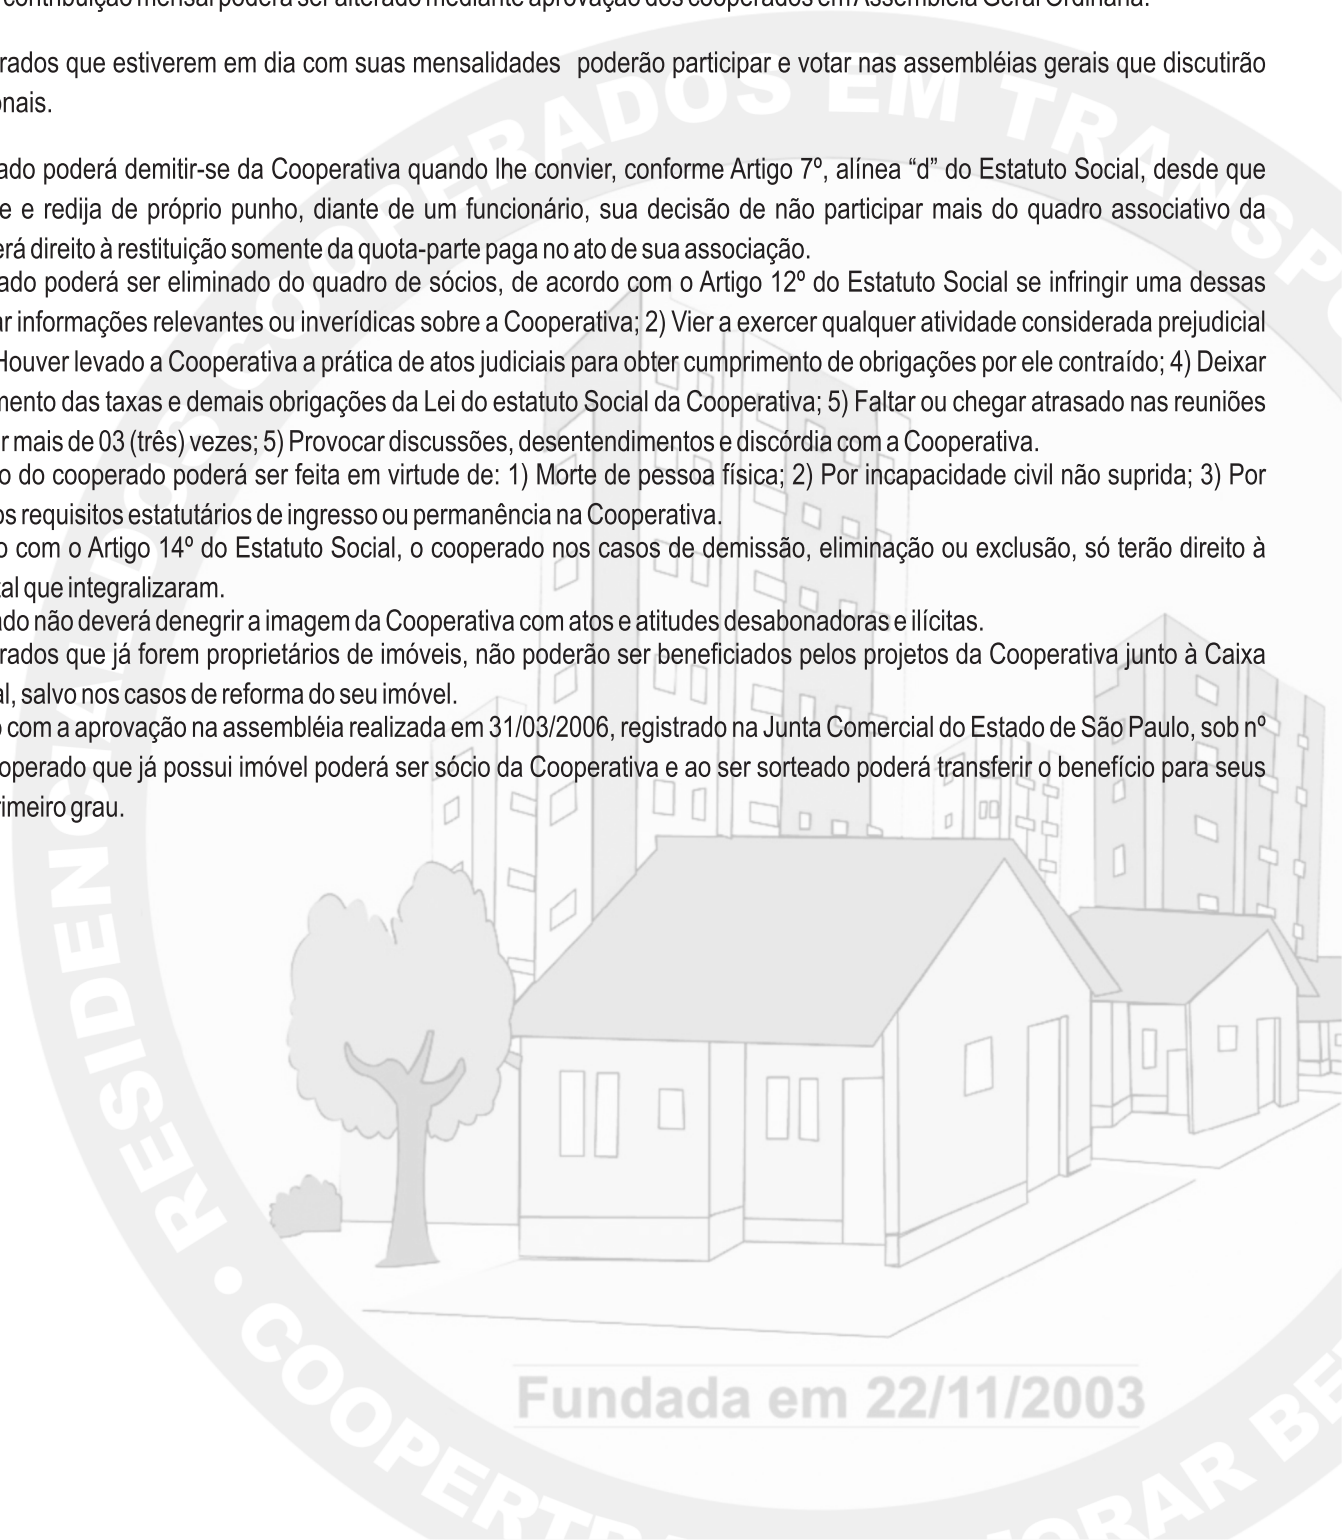 contribuição mensal poderá ser alterado mediante aprovação dos cooperados em Assembléia Geral Ordinária.
rados que estiverem em dia com suas mensalidades poderão participar e votar nas assembléias gerais que discutirão
onais.
ado poderá demitir-se da Cooperativa quando lhe convier, conforme Artigo 7º, alínea “d” do Estatuto Social, desde que
e e redija de próprio punho, diante de um funcionário, sua decisão de não participar mais do quadro associativo da
erá direito à restituição somente da quota-parte paga no ato de sua associação.
ado poderá ser eliminado do quadro de sócios, de acordo com o Artigo 12º do Estatuto Social se infringir uma dessas
ar informações relevantes ou inverídicas sobre a Cooperativa; 2) Vier a exercer qualquer atividade considerada prejudicial
Houver levado a Cooperativa a prática de atos judiciais para obter cumprimento de obrigações por ele contraído; 4) Deixar
mento das taxas e demais obrigações da Lei do estatuto Social da Cooperativa; 5) Faltar ou chegar atrasado nas reuniões
r mais de 03 (três) vezes; 5) Provocar discussões, desentendimentos e discórdia com a Cooperativa.
o do cooperado poderá ser feita em virtude de: 1) Morte de pessoa física; 2) Por incapacidade civil não suprida; 3) Por
os requisitos estatutários de ingresso ou permanência na Cooperativa.
o com o Artigo 14º do Estatuto Social, o cooperado nos casos de demissão, eliminação ou exclusão, só terão direito à
tal que integralizaram.
ado não deverá denegrir a imagem da Cooperativa com atos e atitudes desabonadoras e ilícitas.
rados que já forem proprietários de imóveis, não poderão ser beneficiados pelos projetos da Cooperativa junto à Caixa
al, salvo nos casos de reforma do seu imóvel.
o com a aprovação na assembléia realizada em 31/03/2006, registrado na Junta Comercial do Estado de São Paulo, sob nº
operado que já possui imóvel poderá ser sócio da Cooperativa e ao ser sorteado poderá transferir o benefício para seus
rimeiro grau.
RESIDENCIAL DOS COOPERADOS EM TRANSPO
• COOPERTRA
MORAR BE
Fundada em 22/11/2003